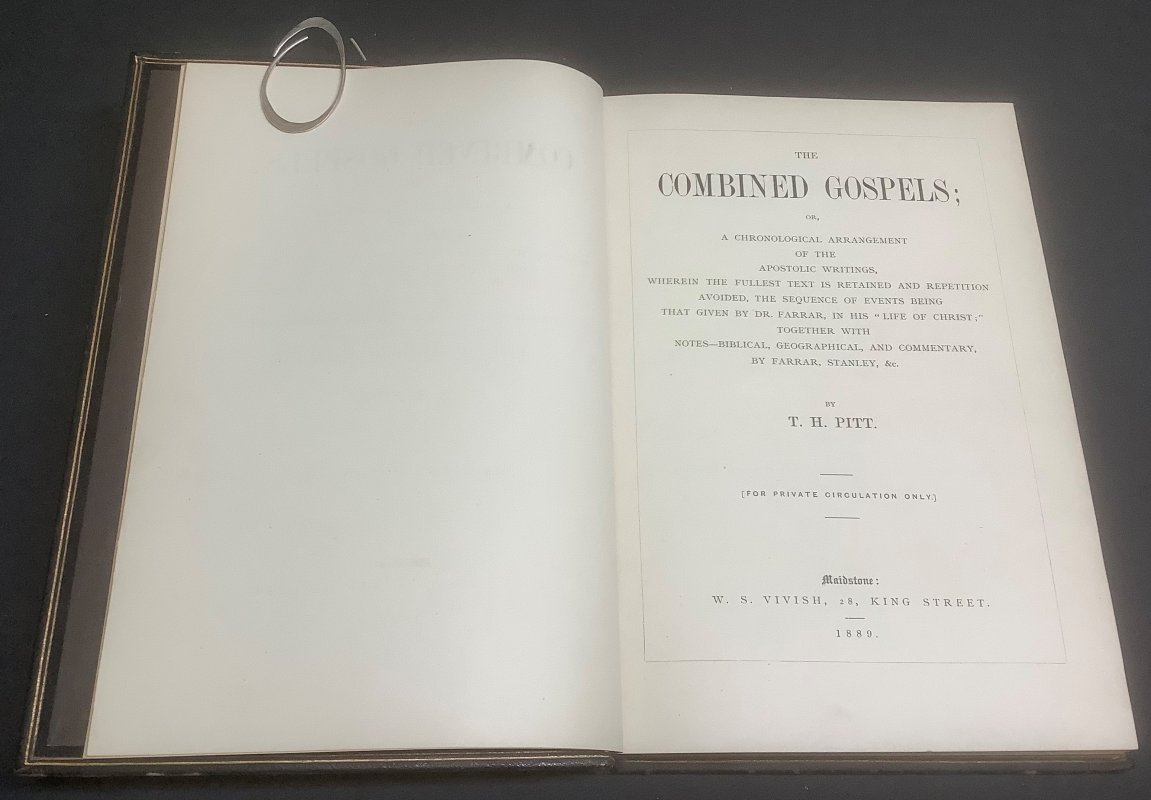 THE
COMBINED GOSPELS;
OR,
A CHRONOLOGICAL ARRANGEMENT
OF THE
APOSTOLIC WRITINGS,
WHEREIN THE FULLEST TEXT IS RETAINED AND REPETITION
AVOIDED, THE SEQUENCE OF EVENTS BEING
THAT GIVEN BY DR. FARRAR, IN HIS "LIFE OF CHRIST;"
TOGETHER WITH
NOTES—BIBLICAL, GEOGRAPHICAL, AND COMMENTARY,
BY FARRAR, STANLEY, &c.
BY
T. H. PITT.
[FOR PRIVATE CIRCULATION ONLY.]
Maidstone:
W. S. VIVISH, 28, KING STREET.
1889.